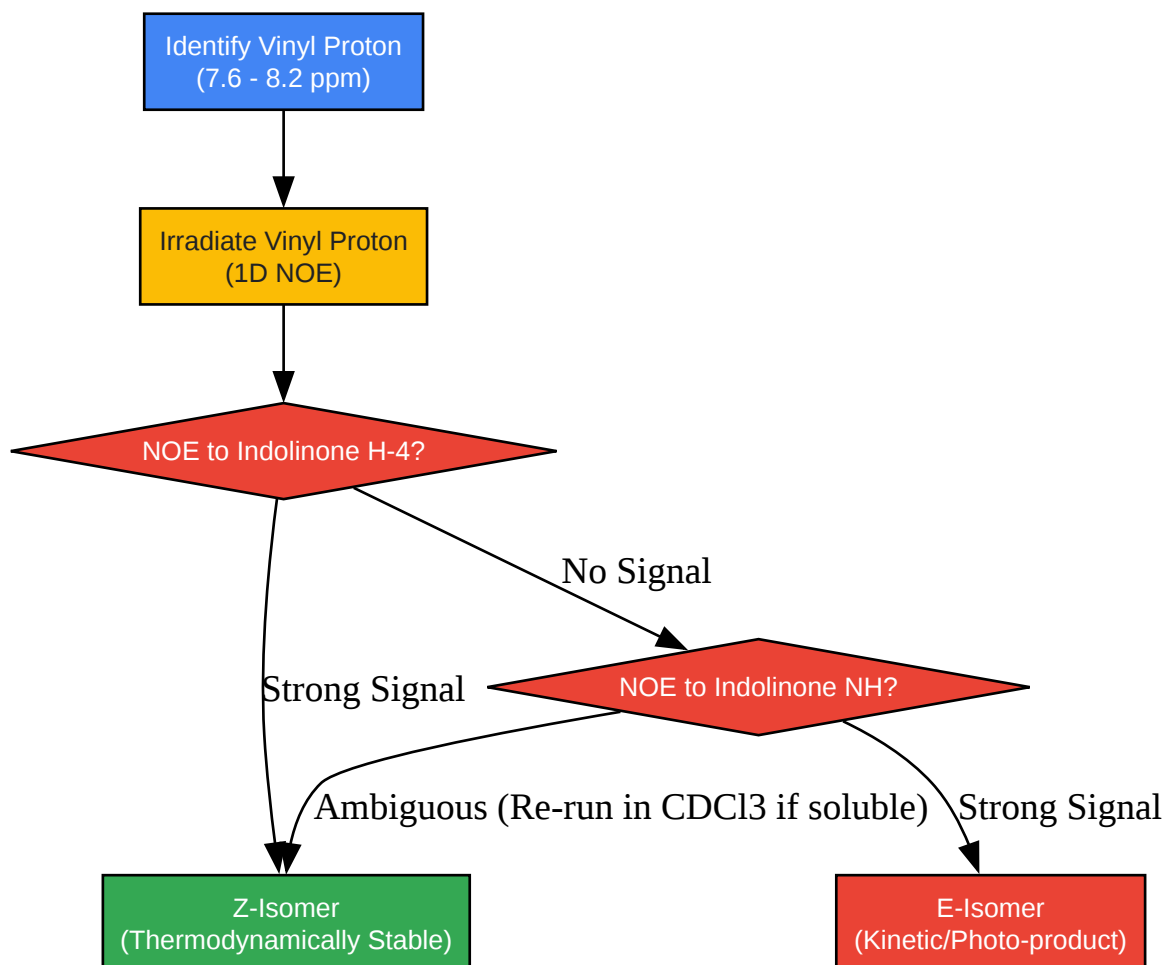 Identify Vinyl Proton
(7.6 - 8.2 ppm)
Irradiate Vinyl Proton
(1D NOE)
NOE to Indolinone H-4?
No Signal
Strong Signal
NOE to Indolinone NH?
Ambiguous (Re-run in CDCl3 if soluble)
Strong Signal
Z-Isomer
(Thermodynamically Stable)
E-Isomer
(Kinetic/Photo-product)